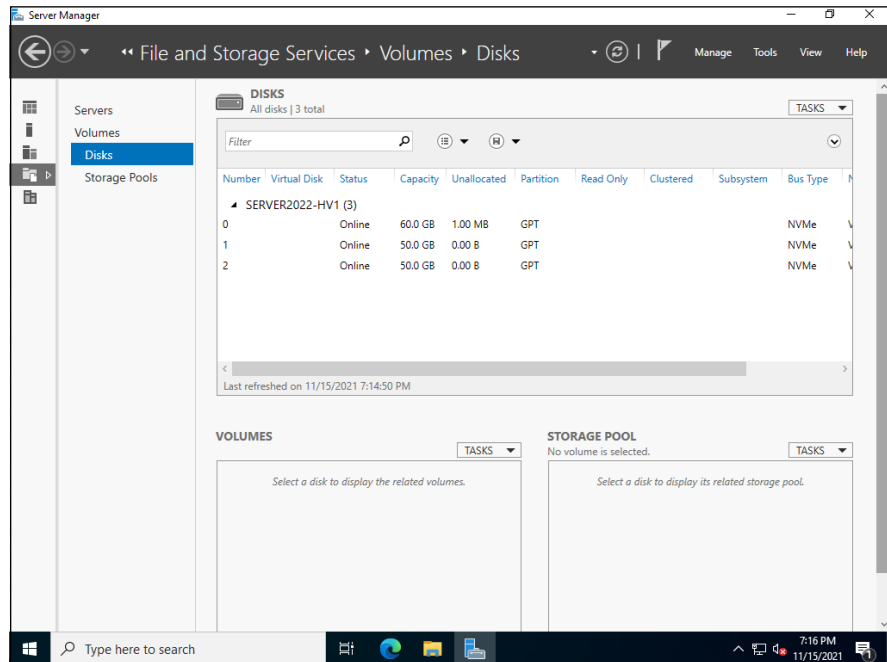 Server Manager
File and Storage Services Volumes Disks
Manage Tools View Help
Servers
Volumes
Disks
Storage Pools
DISKS
All disks | 3 total
TASKS
Filter
Number Virtual Disk Status Capacity Unallocated Partition Read Only Clustered Subsystem Bus Type
SERVER2022-HV1 (3)
0 Online 60.0 GB 1.00 MB GPT NVMe
1 Online 50.0 GB 0.00 B GPT NVMe
2 Online 50.0 GB 0.00 B GPT NVMe
Last refreshed on 11/15/2021 7:14:50 PM
VOLUMES
TASKS
Select a disk to display the related volumes.
STORAGE POOL
No volume is selected.
TASKS
Select a disk to display its related storage pool.
Type here to search
7:16 PM
11/15/2021
1